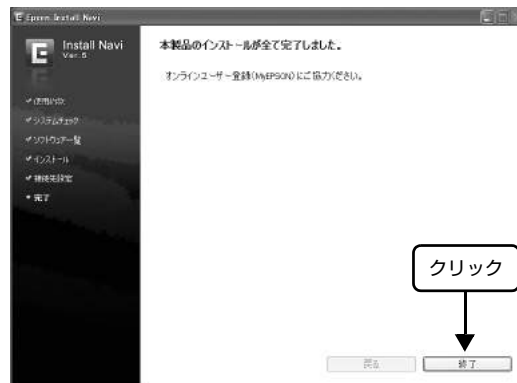 Epson Install Navi
Install Navi
Ver.5
本製品のインストールが全て完了しました。
オンラインユーザー登録(MyEPSON)にご協力ください。
✔使用許諾
✔システムチェック
✔ソフトウェア一覧
✔インストール
✔接続先設定
•完了
クリック
戻る
終了